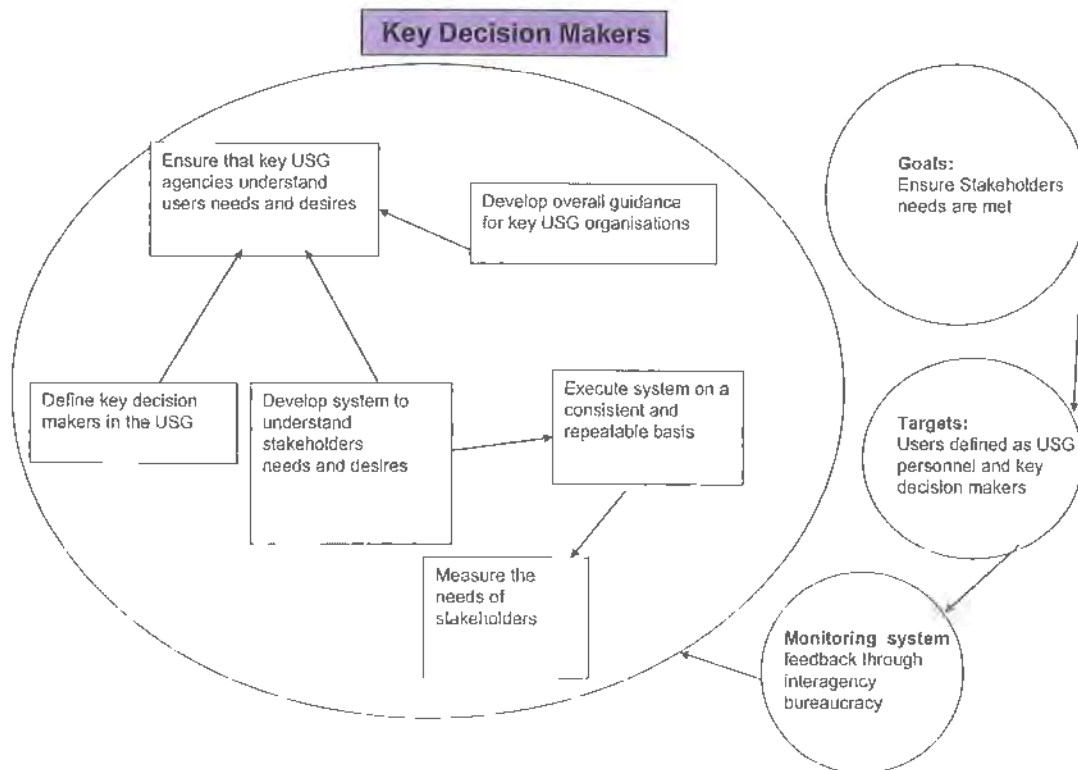 Key Decision Makers
Ensure that key USG
agencies understand
users needs and desires
Develop overall guidance
for key USG organisations
Define key decision
makers in the USG
Develop system to
understand
stakeholders
needs and desires
Execute system on a
consistent and
repeatable basis
Measure the
needs of
stakeholders
Goals:
Ensure Stakeholders
needs are met
Targets:
Users defined as USG
personnel and key
decision makers
Monitoring system
feedback through
interagency
bureaucracy